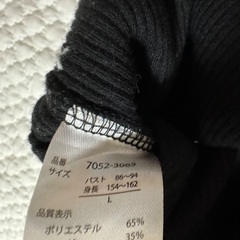 品番 7052-3003
サイズ バスト 86~94
身長 154~162
L
品質表示
ポリエステル 65%
35%